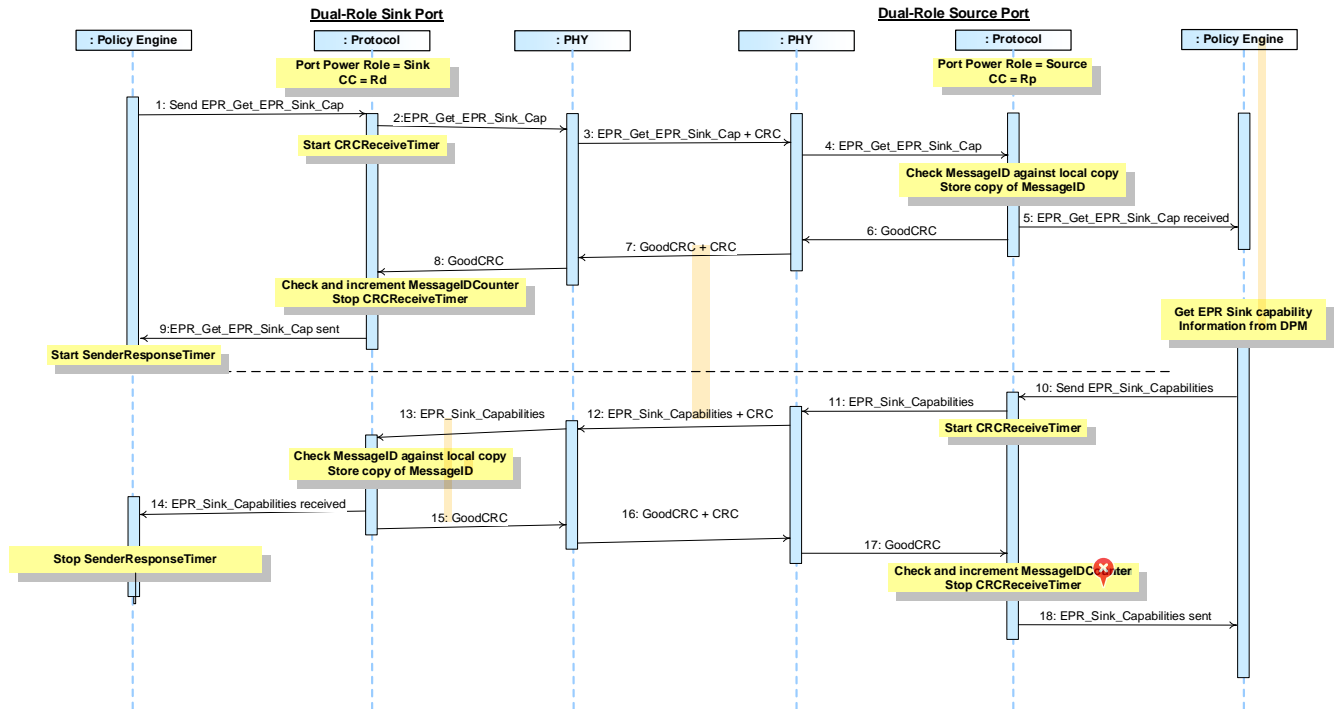 Dual-Role Sink Port
Dual-Role Source Port
: Policy Engine
: Protocol
: PHY
: PHY
: Protocol
: Policy Engine
Port Power Role = Sink
CC = Rd
Port Power Role = Source
CC = Rp
1: Send EPR_Get_EPR_Sink_Cap
2:EPR_Get_EPR_Sink_Cap
Start CRCReceiveTimer
3: EPR_Get_EPR_Sink_Cap + CRC
4: EPR_Get_EPR_Sink_Cap
Check MessageID against local copy
Store copy of MessageID
5: EPR_Get_EPR_Sink_Cap received
6: GoodCRC
7: GoodCRC + CRC
8: GoodCRC
Check and increment MessageIDCounter
Stop CRCReceiveTimer
9:EPR_Get_EPR_Sink_Cap sent
Start SenderResponseTimer
Get EPR Sink capability
Information from DPM
10: Send EPR_Sink_Capabilities
11: EPR_Sink_Capabilities
Start CRCReceiveTimer
12: EPR_Sink_Capabilities + CRC
13: EPR_Sink_Capabilities
Check MessageID against local copy
Store copy of MessageID
14: EPR_Sink_Capabilities received
15: GoodCRC
16: GoodCRC + CRC
17: GoodCRC
Stop SenderResponseTimer
Check and increment MessageIDCounter
Stop CRCReceiveTimer
18: EPR_Sink_Capabilities sent